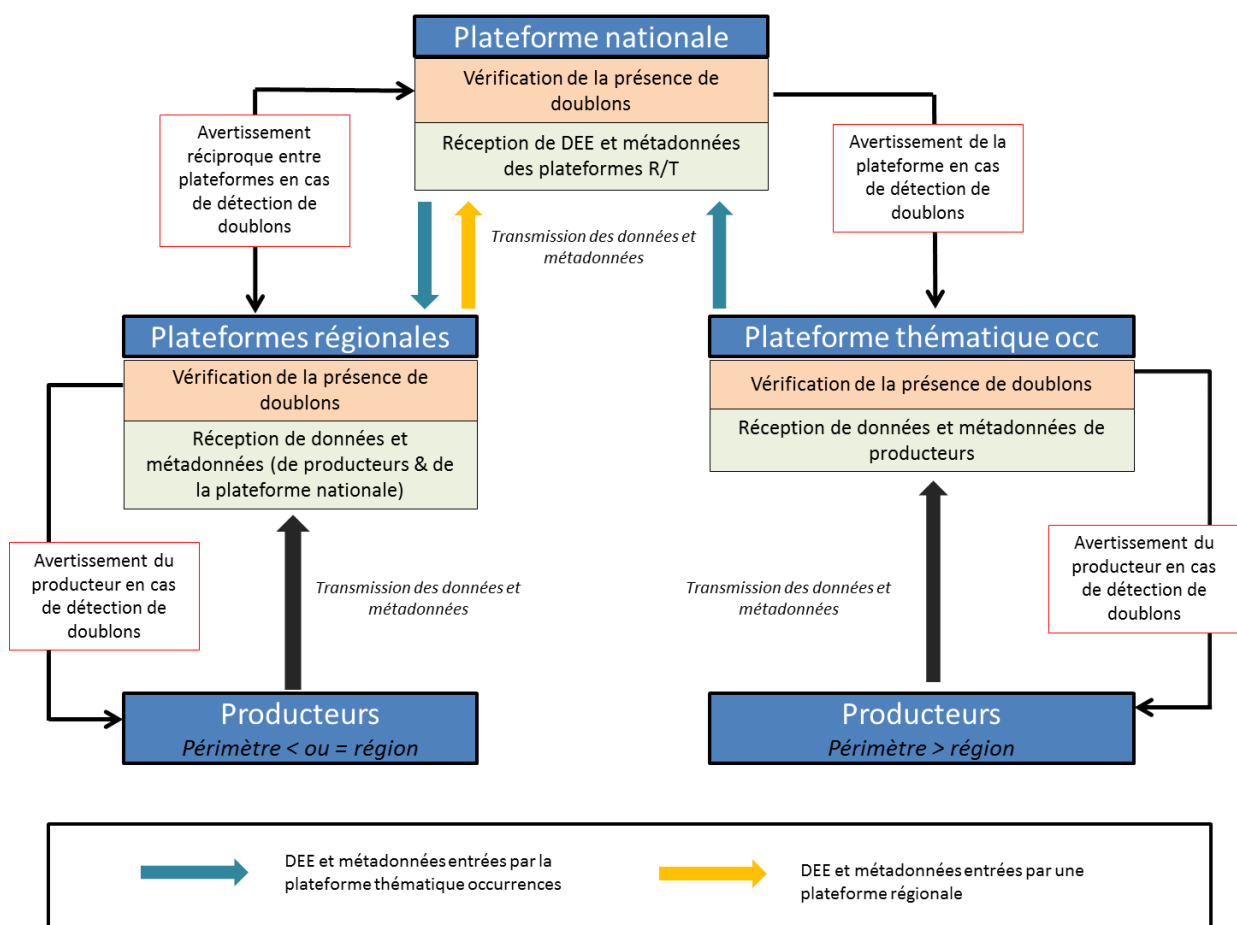 Plateforme nationale
Vérification de la présence de
doublons
Réception de DEE et métadonnées
des plateformes R/T
Avertissement
réciproque entre
plateformes en cas
de détection de
doublons
Avertissement de la
plateforme en cas
de détection de
doublons
Transmission des données et
métadonnées
Plateformes régionales
Vérification de la présence de
doublons
Réception de données et
métadonnées (de producteurs & de
la plateforme nationale)
Plateforme thématique occ
Vérification de la présence de doublons
Réception de données et métadonnées de
producteurs
Avertissement du
producteur en cas
de détection de
doublons
Transmission des données et
métadonnées
Transmission des données et
métadonnées
Avertissement du
producteur en cas
de détection de
doublons
Producteurs
Périmètre < ou = région
Producteurs
Périmètre > région
DEE et métadonnées entrées par la
plateforme thématique occurrences
DEE et métadonnées entrées par une
plateforme régionale